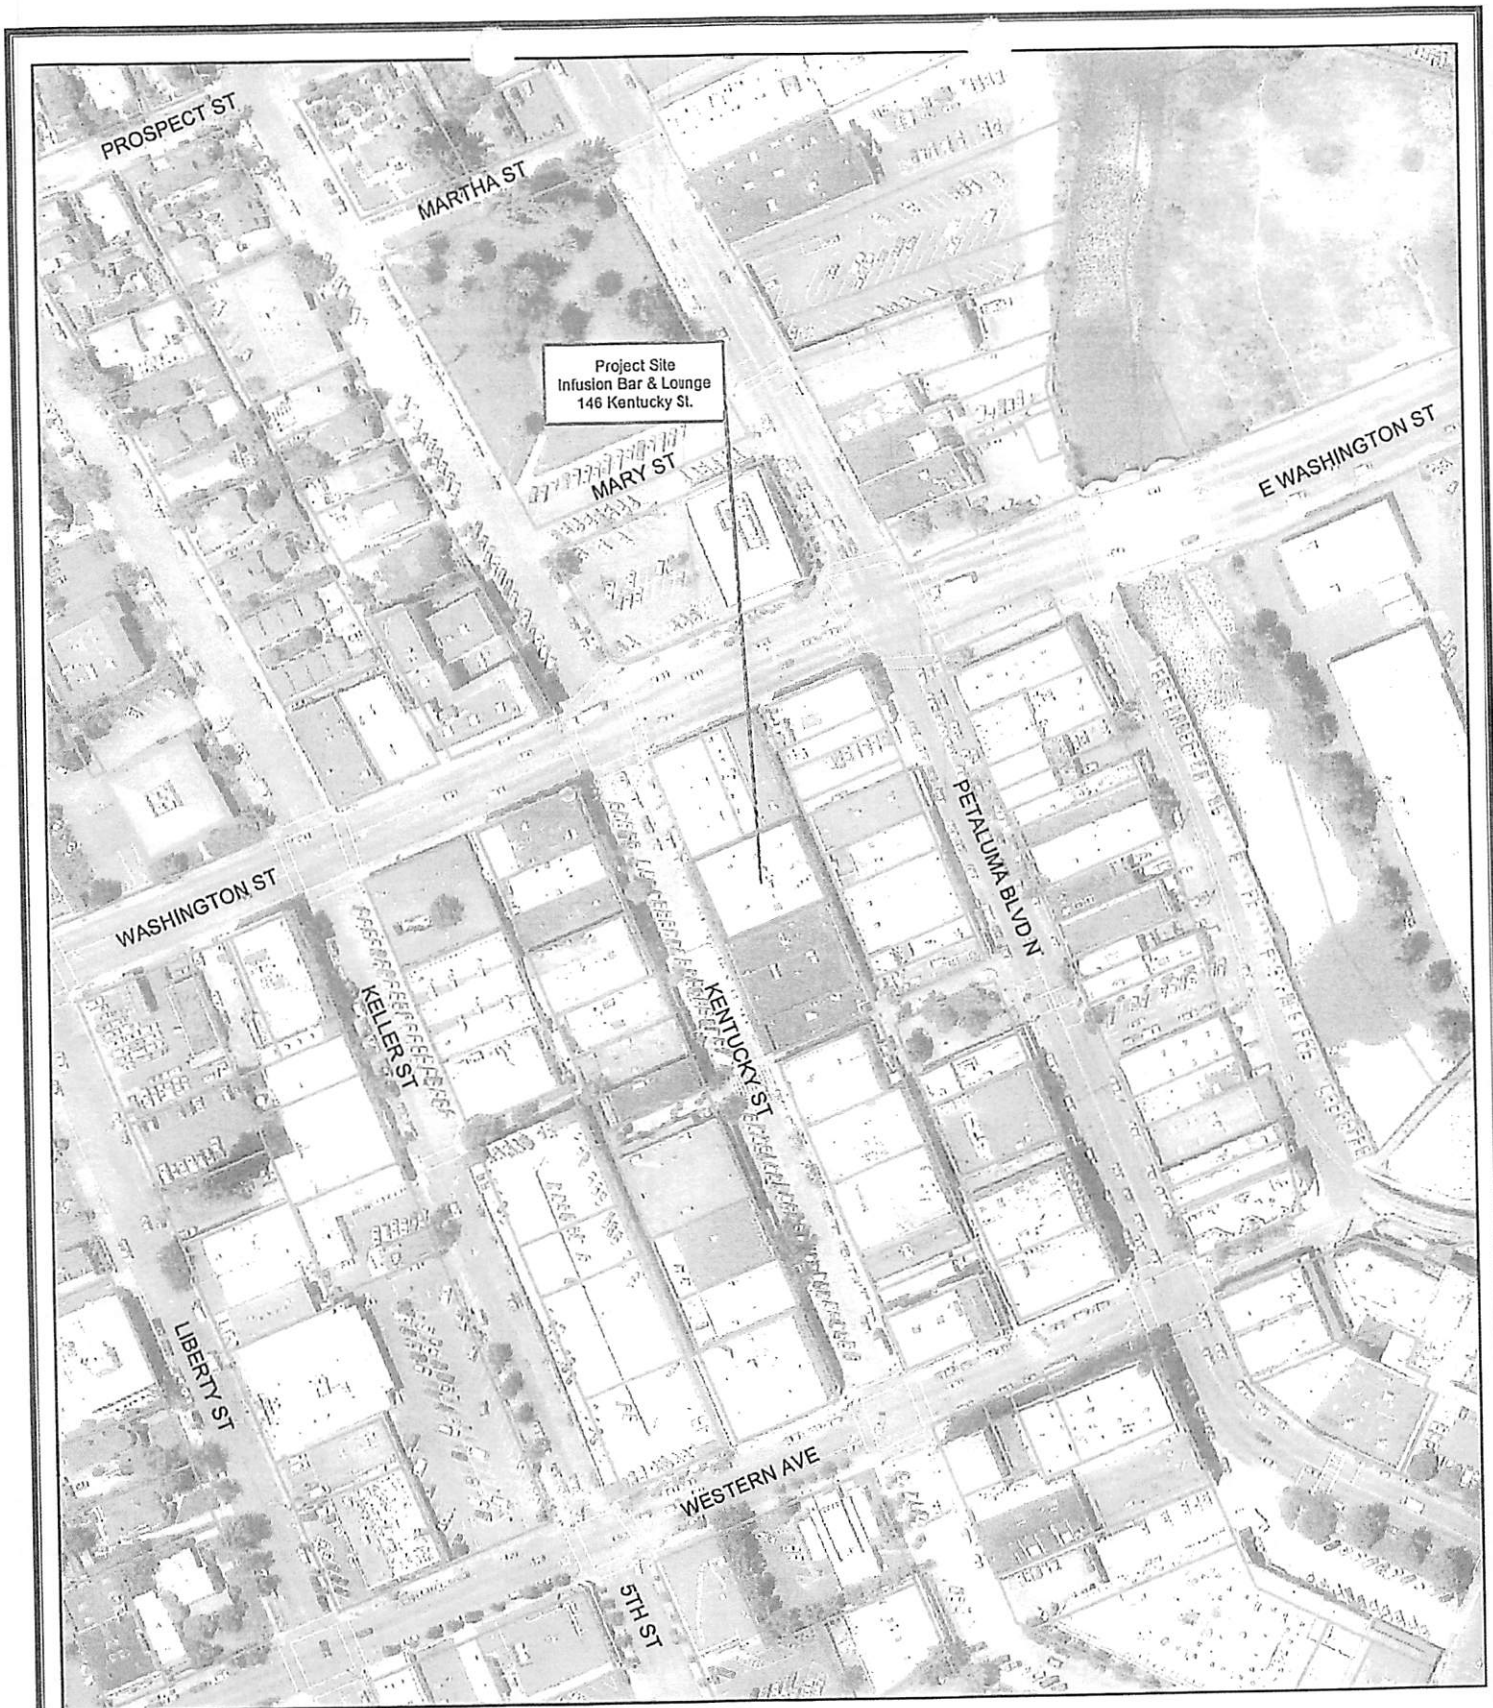 PROSPECT ST
MARTHA ST
Project Site
Infusion Bar & Lounge
146 Kentucky St.
MARY ST
E WASHINGTON ST
PETALUMA BLVD N
WASHINGTON ST
KELLER ST
KENTUCKY ST
LIBERTY ST
WESTERN AVE
5TH ST